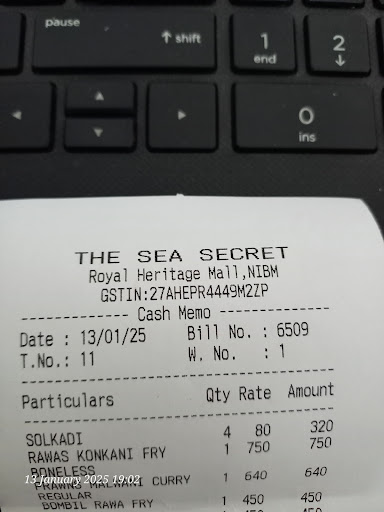 pause
↑ shift
1
end
2
↓
0
ins
THE SEA SECRET
Royal Heritage Mall,NIBM
GSTIN:27AHEPR4449M2ZP
Cash Memo
Date : 13/01/25 Bill No. : 6509
T.No.: 11 W. No. : 1
Particulars Qty Rate Amount
SOLKADI 4 80 320
RAWAS KONKANI FRY 1 750 750
BONELESS
13 january 2025 19:02
PRAWNS MALWANI CURRY 1 640 640
REGULAR
BOMBIL RAWA FRY 1 450 450